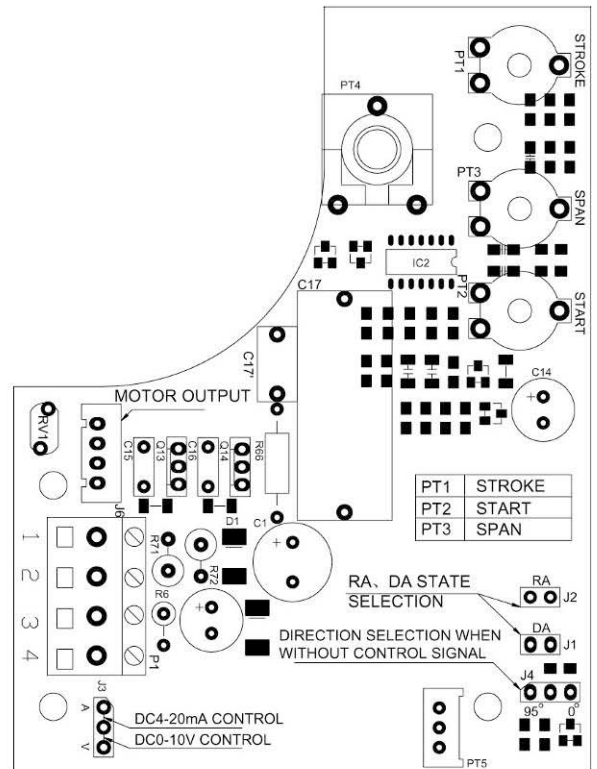 STROKE
PT1
PT4
PT3
SPAN
IC2
PT2
START
C17
C17'
C14
MOTOR OUTPUT
RV1
C15
Q13
C16
Q14
R66
J6
PT1 STROKE
PT2 START
PT3 SPAN
1
2
3
4
R71
R72
D1
C1
R6
P1
RA、DA STATE
SELECTION
RA
J2
DA
J1
DIRECTION SELECTION WHEN
WITHOUT CONTROL SIGNAL
J4
95° 0°
J3
A
V
DC4-20mA CONTROL
DC0-10V CONTROL
PT5
+
+
+